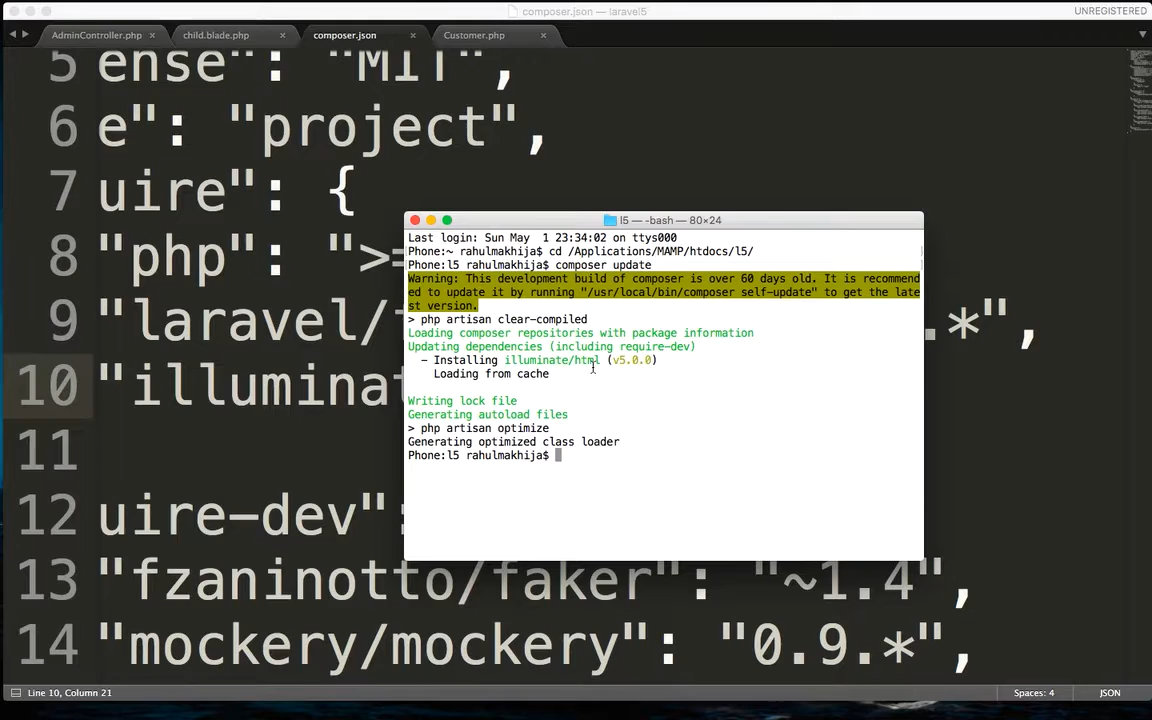 composer.json — laravel5
UNREGISTERED
AdminController.php
child.blade.php
composer.json
Customer.php
5 ense": "MIT",
6 e": "project",
7 uire": {
8 "php": ">=
9 "laravel/ .*",
10 "illuminat
11
12 uire-dev":
13 "fzaninotto/faker": "~1.4",
14 "mockery/mockery": "0.9.*",
l5 — -bash — 80×24
Last login: Sun May  1 23:34:02 on ttys000
Phone:~ rahulmakhija$ cd /Applications/MAMP/htdocs/l5/
Phone:l5 rahulmakhija$ composer update
Warning: This development build of composer is over 60 days old. It is recommend
ed to update it by running "/usr/local/bin/composer self-update" to get the late
st version.
> php artisan clear-compiled
Loading composer repositories with package information
Updating dependencies (including require-dev)
– Installing illuminate/html (v5.0.0)
Loading from cache
Writing lock file
Generating autoload files
> php artisan optimize
Generating optimized class loader
Phone:l5 rahulmakhija$
Line 10, Column 21
Spaces: 4
JSON